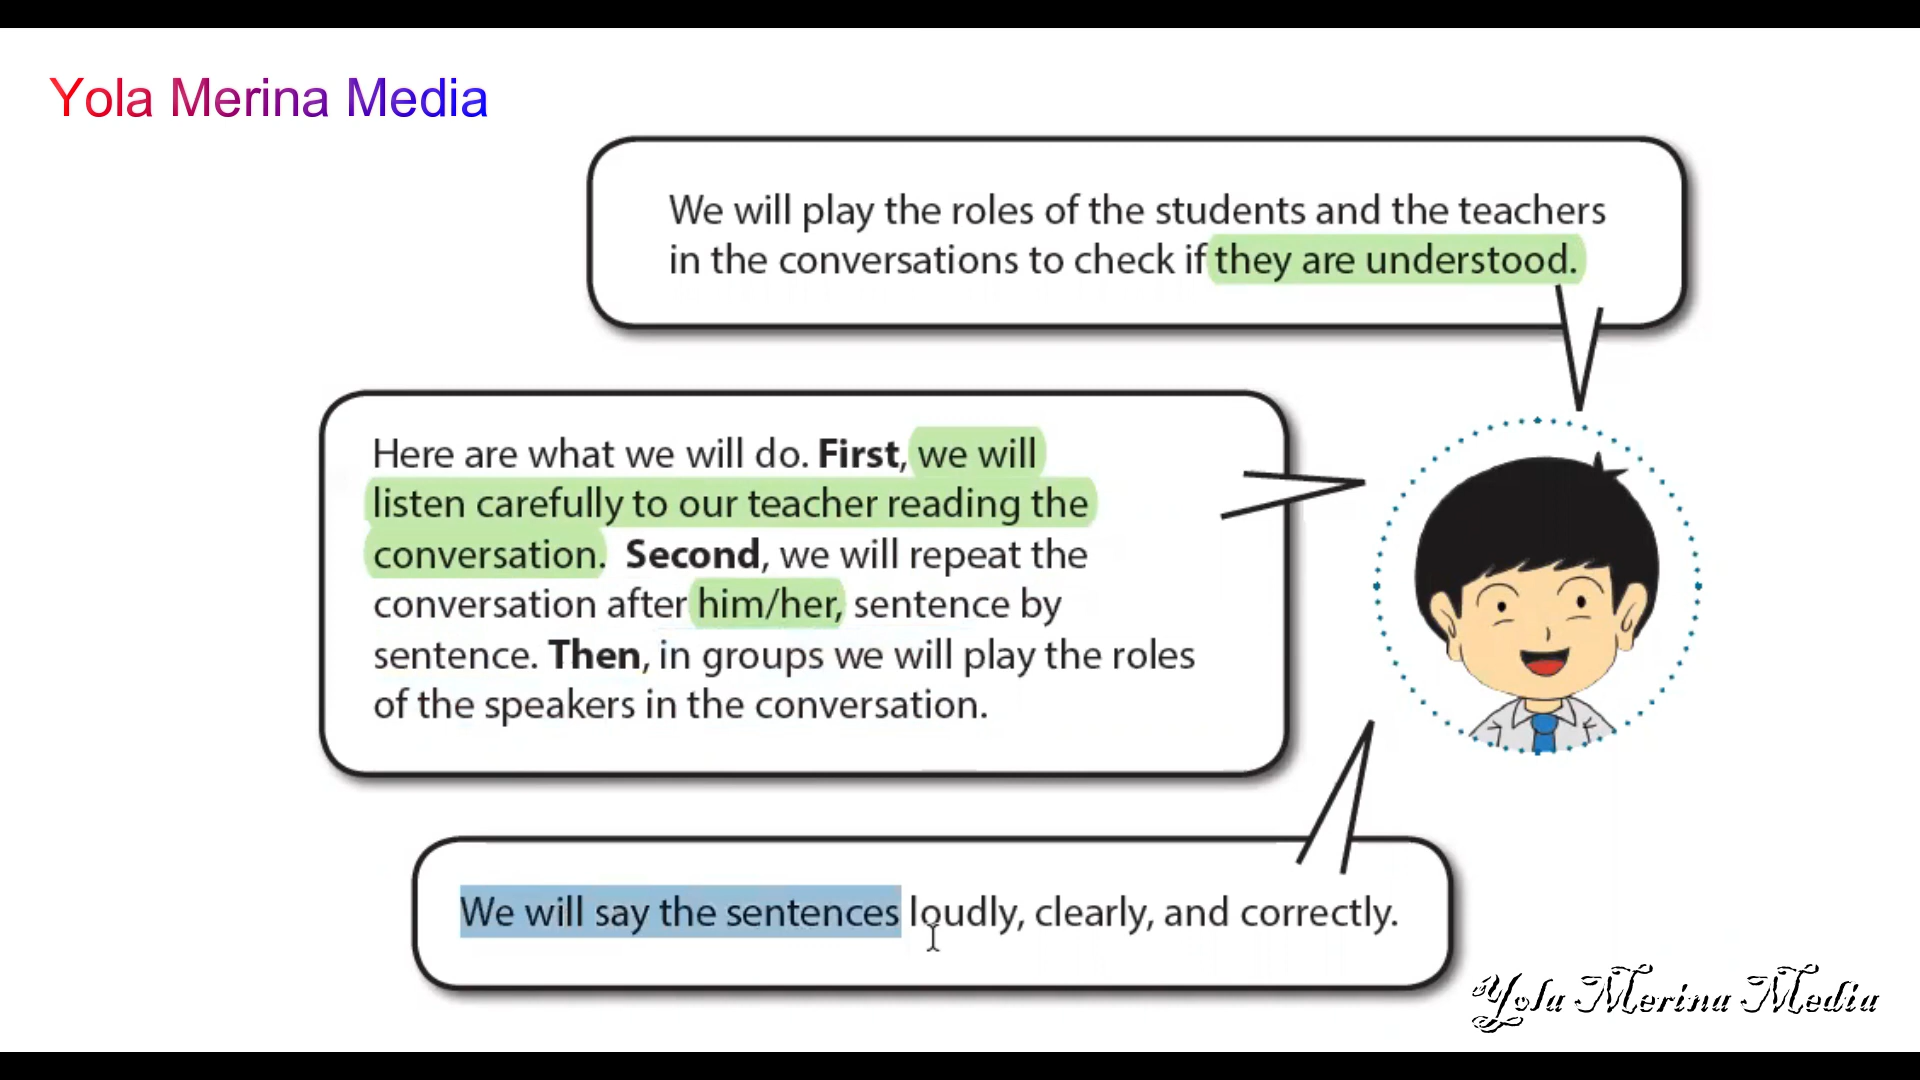 Yola Merina Media
We will play the roles of the students and the teachers
in the conversations to check if they are understood.
Here are what we will do. First, we will
listen carefully to our teacher reading the
conversation. Second, we will repeat the
conversation after him/her, sentence by
sentence. Then, in groups we will play the roles
of the speakers in the conversation.
We will say the sentences loudly, clearly, and correctly.
Yola Merina Media